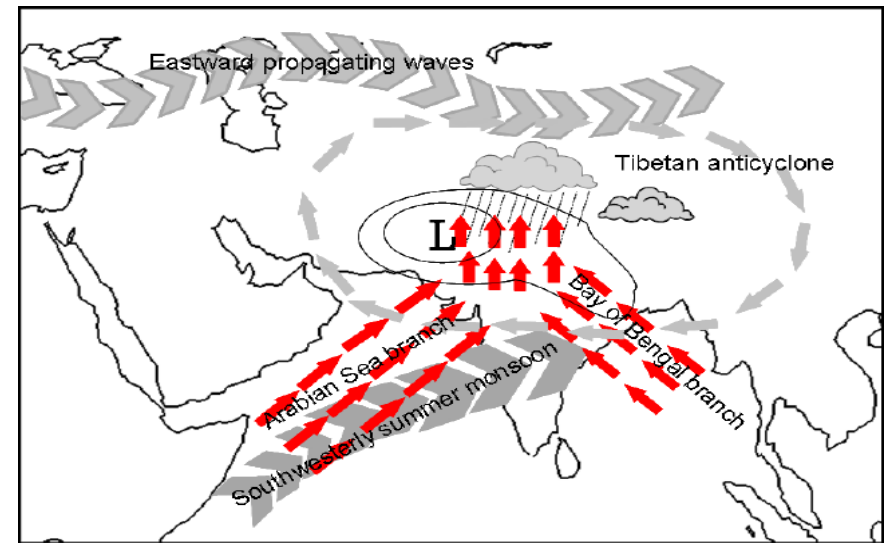 Eastward propagating waves
Tibetan anticyclone
L
Bay of Bengal branch
Arabian Sea branch
Southwesterly summer monsoon